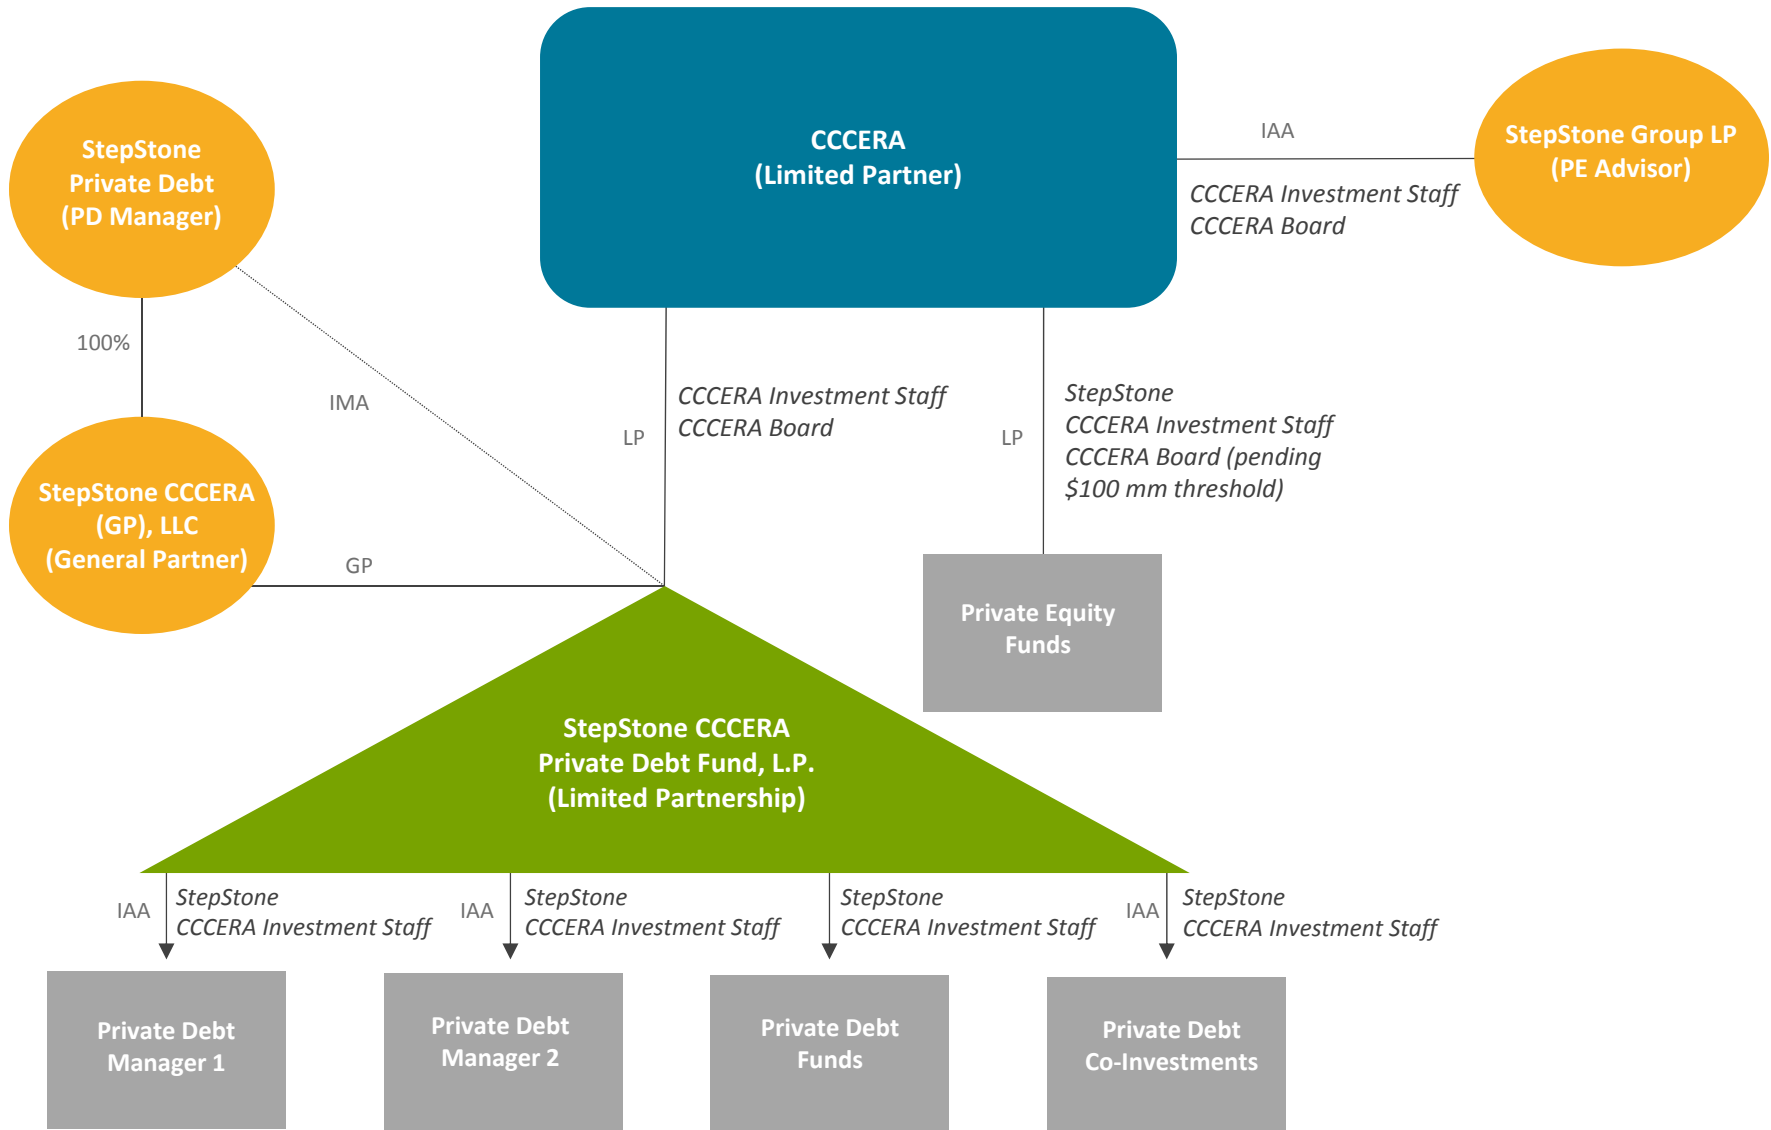 StepStone
Private Debt
(PD Manager)
CCCERA
(Limited Partner)
IAA
CCCERA Investment Staff
CCCERA Board
StepStone Group LP
(PE Advisor)
100%
IMA
LP
CCCERA Investment Staff
CCCERA Board
LP
StepStone
CCCERA Investment Staff
CCCERA Board (pending
$100 mm threshold)
StepStone CCCERA
(GP), LLC
(General Partner)
GP
Private Equity
Funds
StepStone CCCERA
Private Debt Fund, L.P.
(Limited Partnership)
IAA
StepStone
CCCERA Investment Staff
IAA
StepStone
CCCERA Investment Staff
StepStone
CCCERA Investment Staff
IAA
StepStone
CCCERA Investment Staff
Private Debt
Manager 1
Private Debt
Manager 2
Private Debt
Funds
Private Debt
Co-Investments